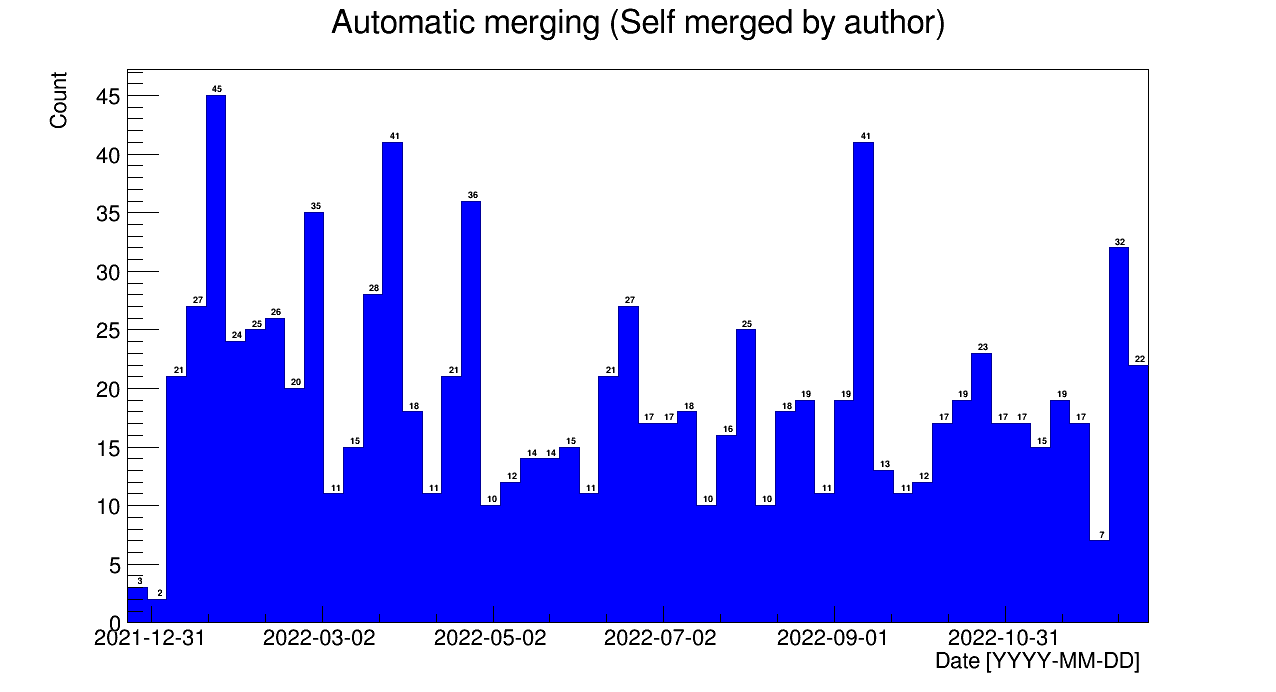 Automatic merging (Self merged by author)
Count
45
40
35
30
25
20
15
10
5
0
3 2 21 27 45 24 25 26 20 35 11 15 28 41 18 11 21 36 10 12 14 14 15 11 21 27 17 17 18 10 16 25 10 18 19 11 19 41 13 11 12 17 19 23 17 17 15 19 17 7 32 22
2021-12-31 2022-03-02 2022-05-02 2022-07-02 2022-09-01 2022-10-31
Date [YYYY-MM-DD]